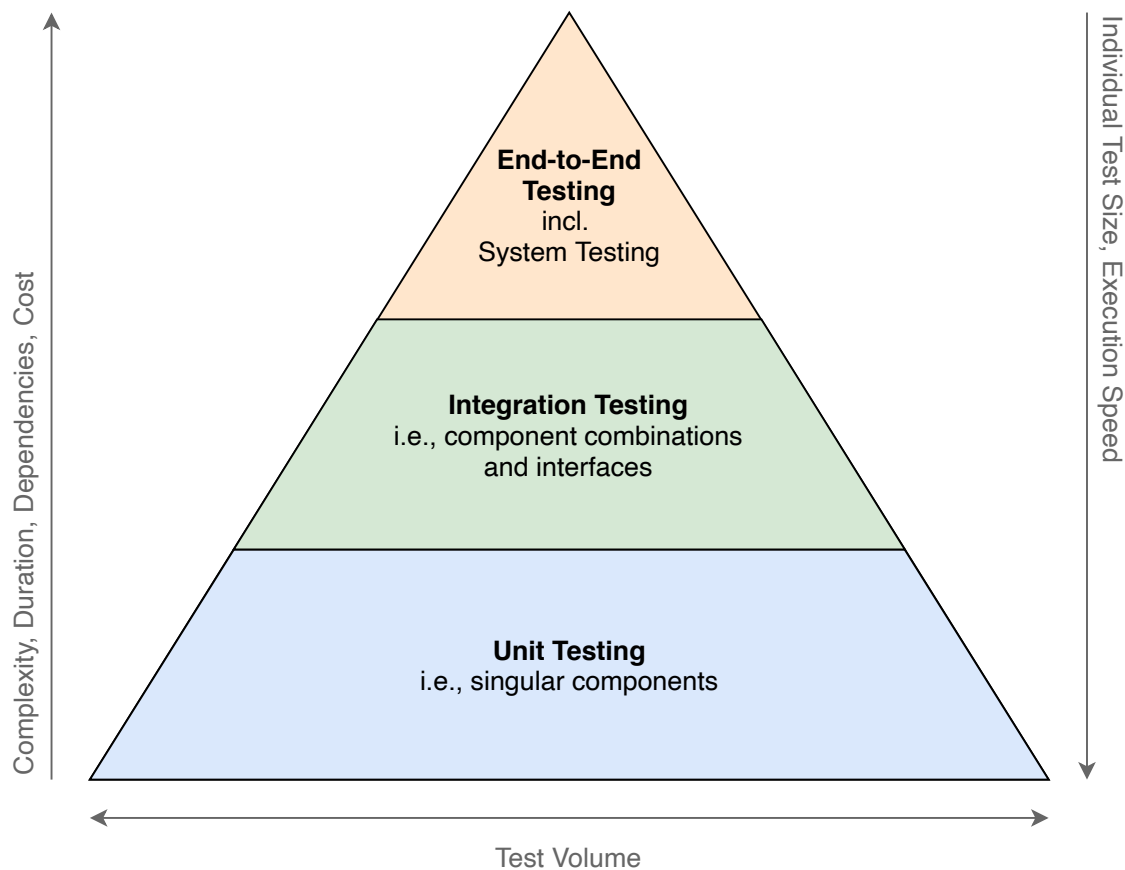 End-to-End
Testing
incl.
System Testing
Integration Testing
i.e., component combinations
and interfaces
Unit Testing
i.e., singular components
Complexity, Duration, Dependencies, Cost
Individual Test Size, Execution Speed
Test Volume